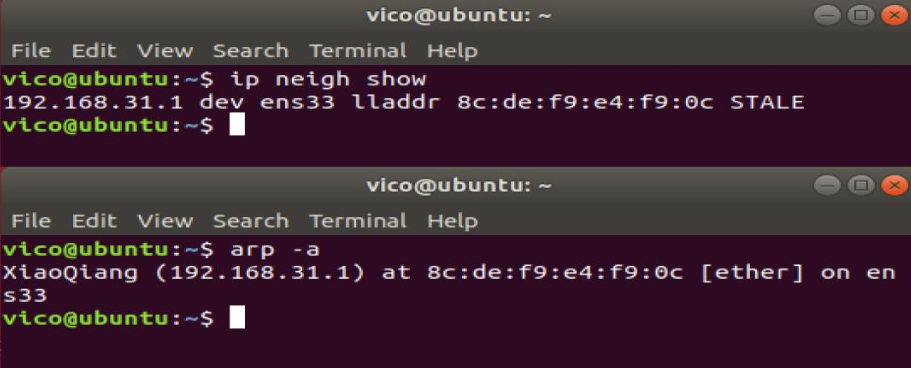 vico@ubuntu: ~
File Edit View Search Terminal Help
vico@ubuntu:~$ ip neigh show
192.168.31.1 dev ens33 lladdr 8c:de:f9:e4:f9:0c STALE
vico@ubuntu:~$
vico@ubuntu: ~
File Edit View Search Terminal Help
vico@ubuntu:~$ arp -a
XiaoQiang (192.168.31.1) at 8c:de:f9:e4:f9:0c [ether] on en
s33
vico@ubuntu:~$